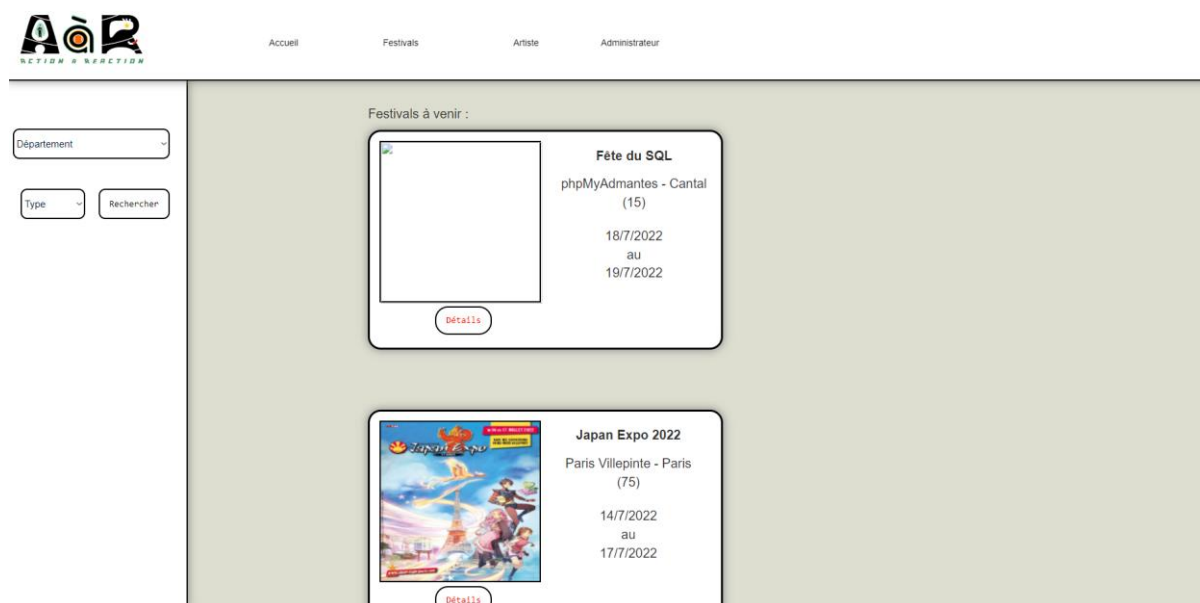 AàR
ACTION & REACTION
Accueil
Festivals
Artiste
Administrateur
Département
Type
Rechercher
Festivals à venir :
Fête du SQL
phpMyAdmantes - Cantal
(15)
18/7/2022
au
19/7/2022
Détails
Japan Expo
Japan Expo 2022
Paris Villepinte - Paris
(75)
14/7/2022
au
17/7/2022
Détails